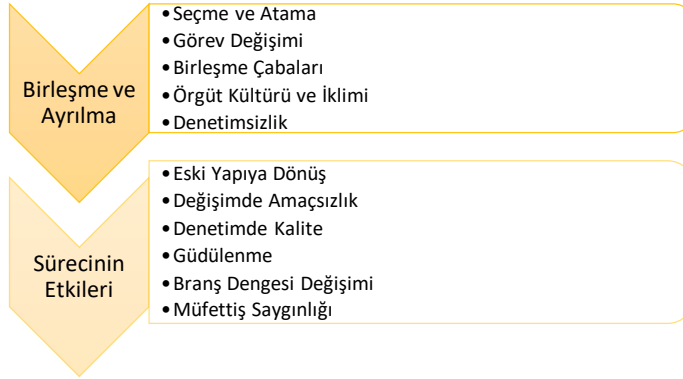 Birleşme ve
Ayrılma
•Seçme ve Atama
•Görev Değişimi
•Birleşme Çabaları
•Örgüt Kültürü ve İklimi
•Denetimsizlik
Sürecinin
Etkileri
•Eski Yapıya Dönüş
•Değişimde Amaçsızlık
•Denetimde Kalite
•Güdülenme
•Branş Dengesi Değişimi
•Müfettiş Saygınlığı